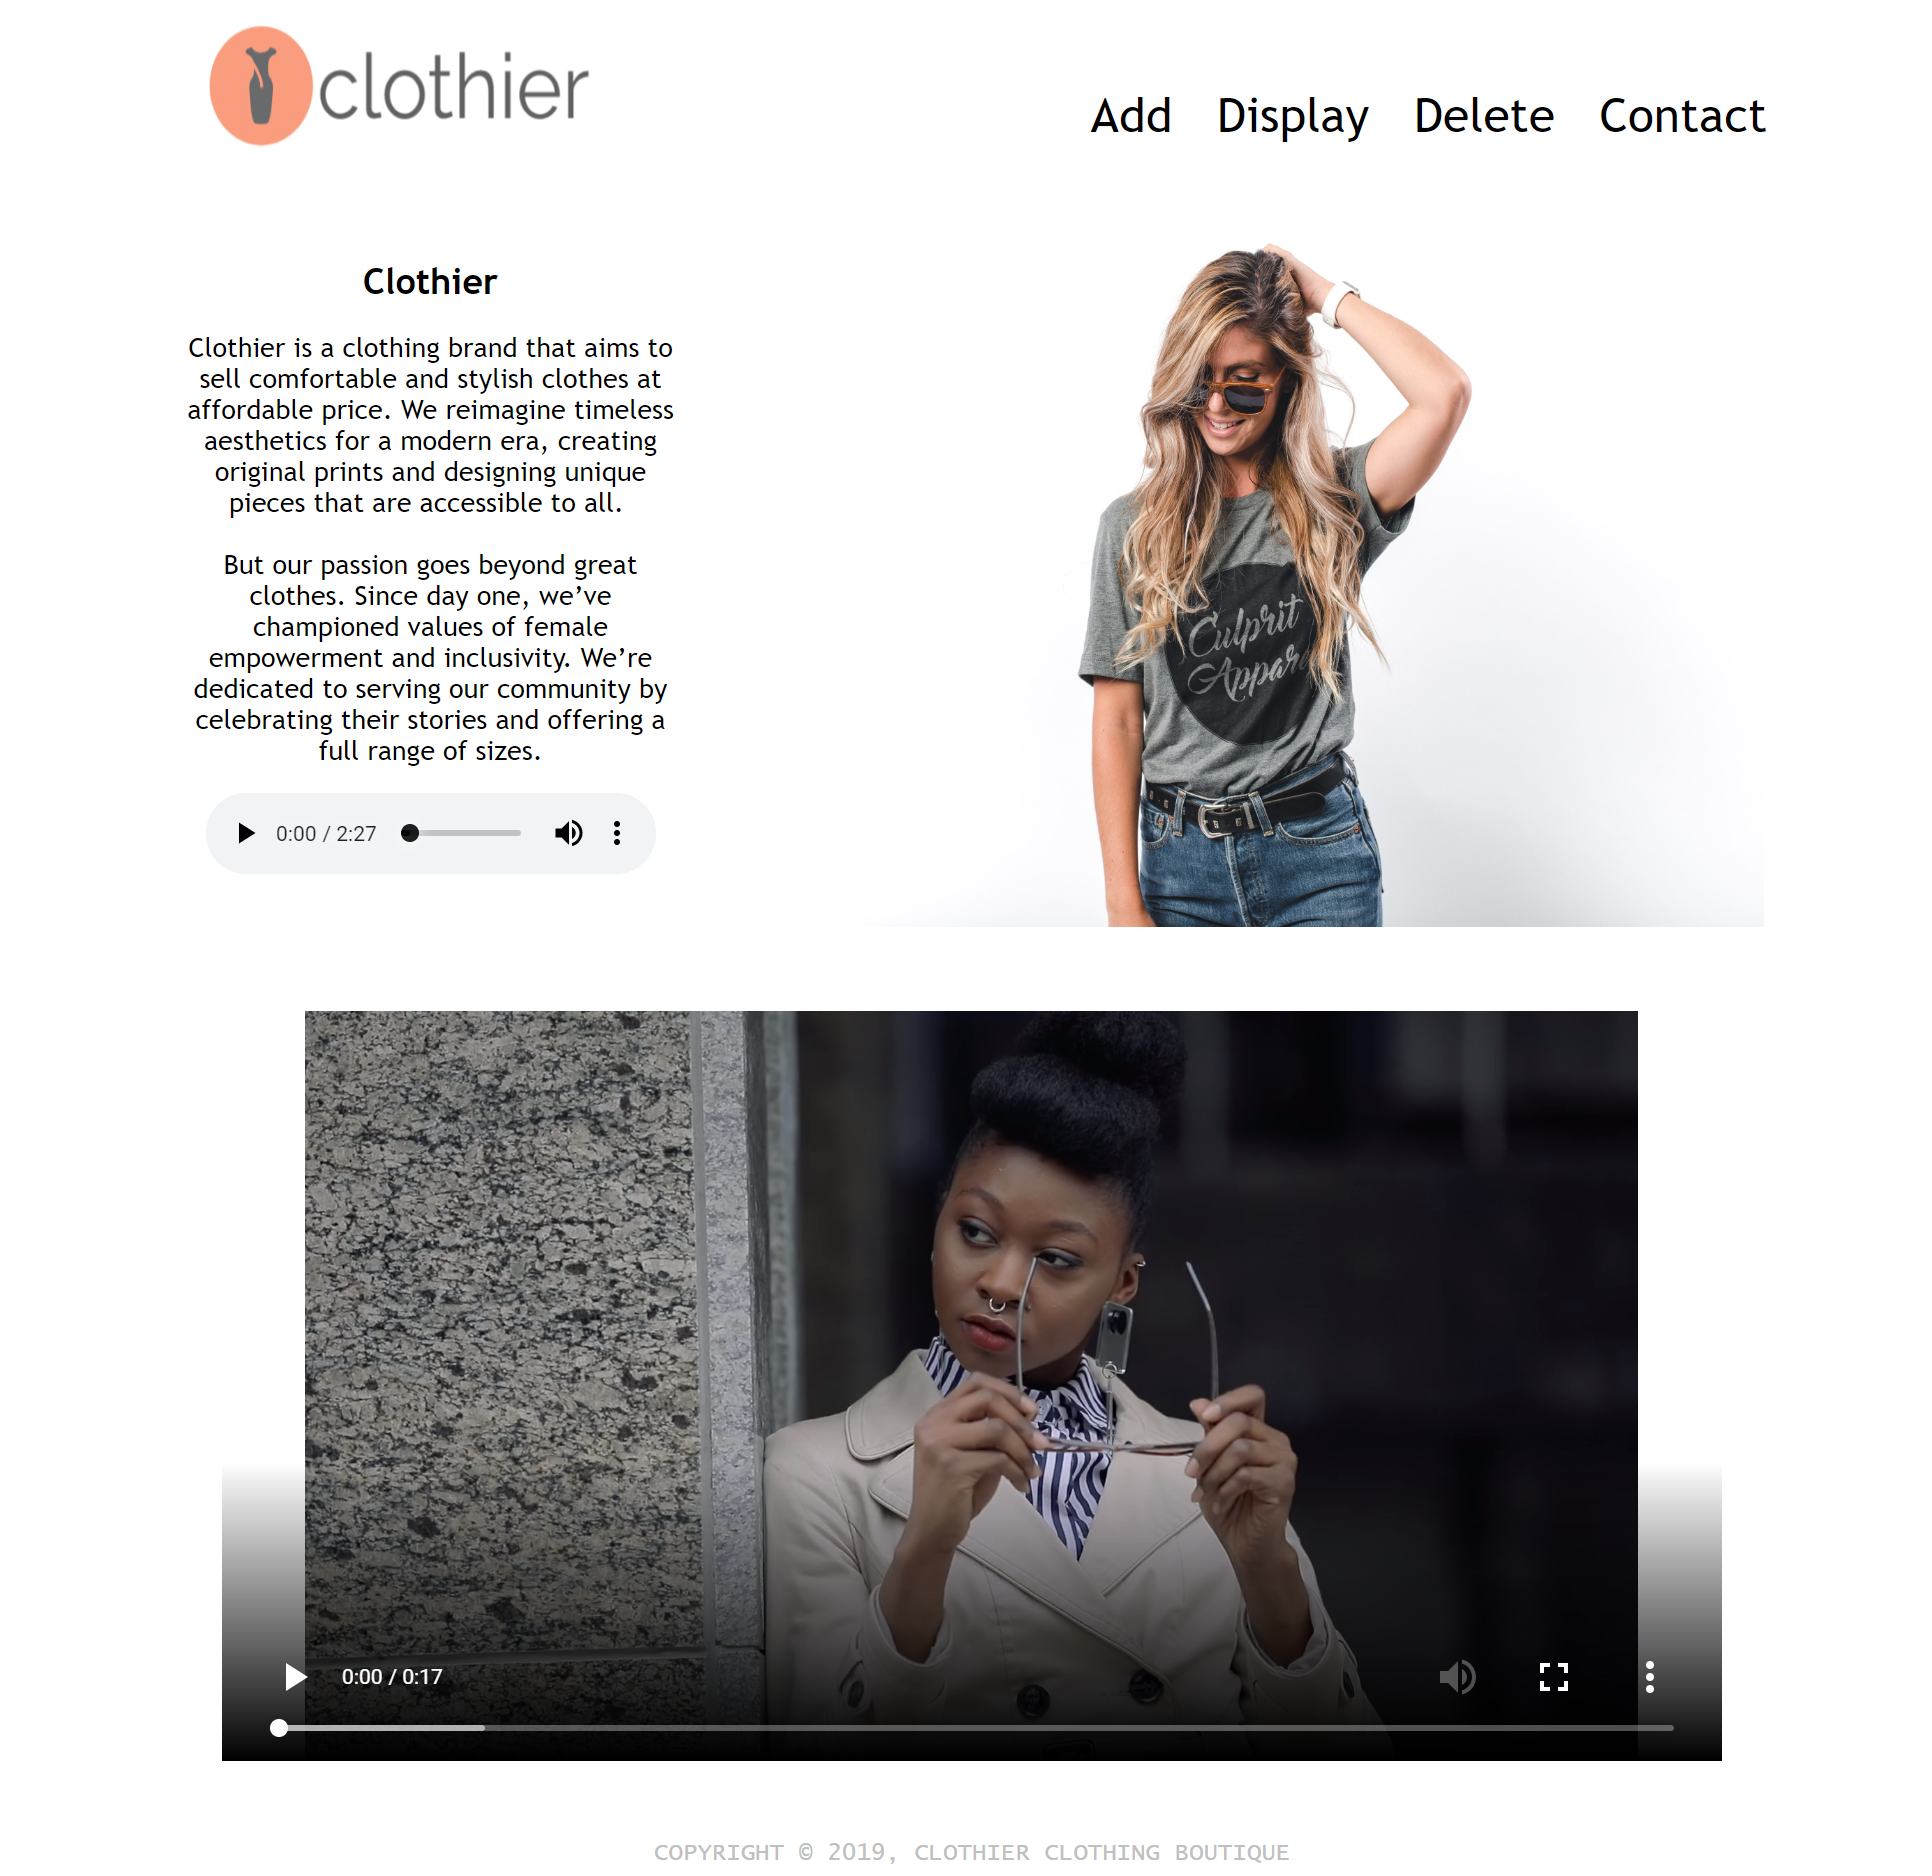 clothier
Add Display Delete Contact
Clothier
Clothier is a clothing brand that aims to
sell comfortable and stylish clothes at
affordable price. We reimagine timeless
aesthetics for a modern era, creating
original prints and designing unique
pieces that are accessible to all.
But our passion goes beyond great
clothes. Since day one, we’ve
championed values of female
empowerment and inclusivity. We’re
dedicated to serving our community by
celebrating their stories and offering a
full range of sizes.
0:00 / 2:27
Culprit
0:00 / 0:17
COPYRIGHT © 2019, CLOTHIER CLOTHING BOUTIQUE